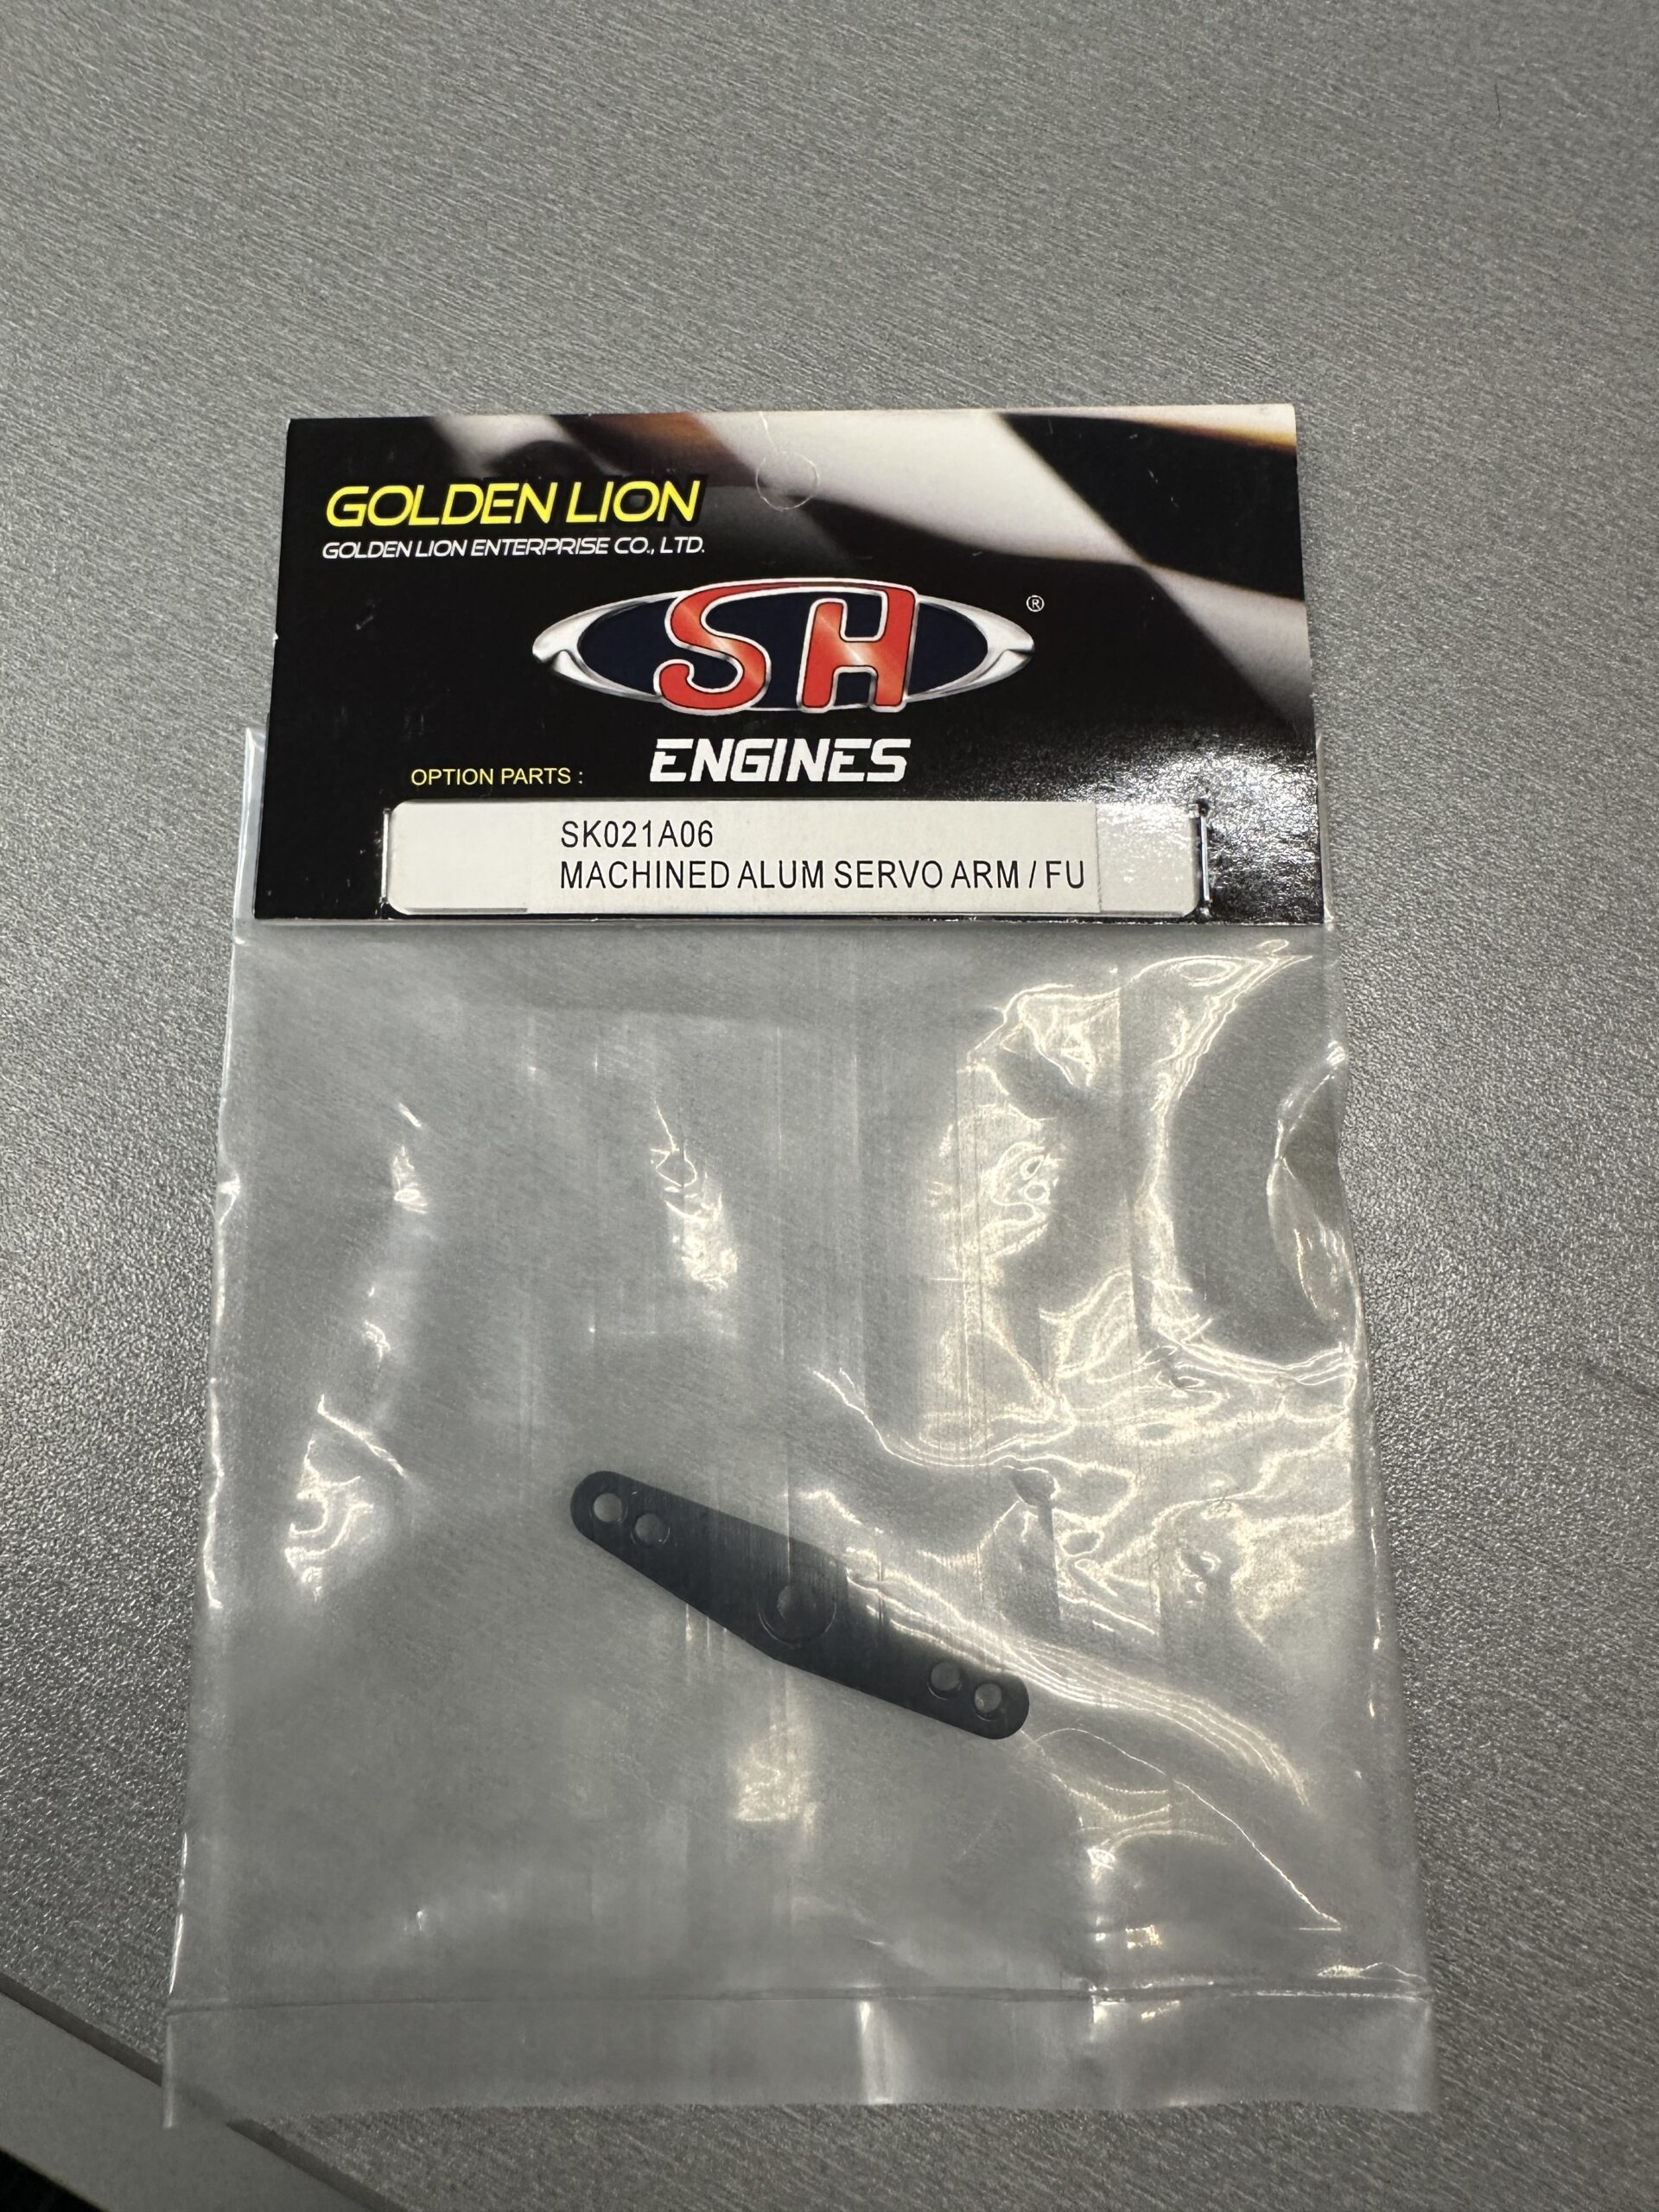 GOLDEN LION
GOLDEN LION ENTERPRISE CO., LTD.
SH
®
ENGINES
OPTION PARTS :
SK021A06
MACHINED ALUM SERVO ARM / FU